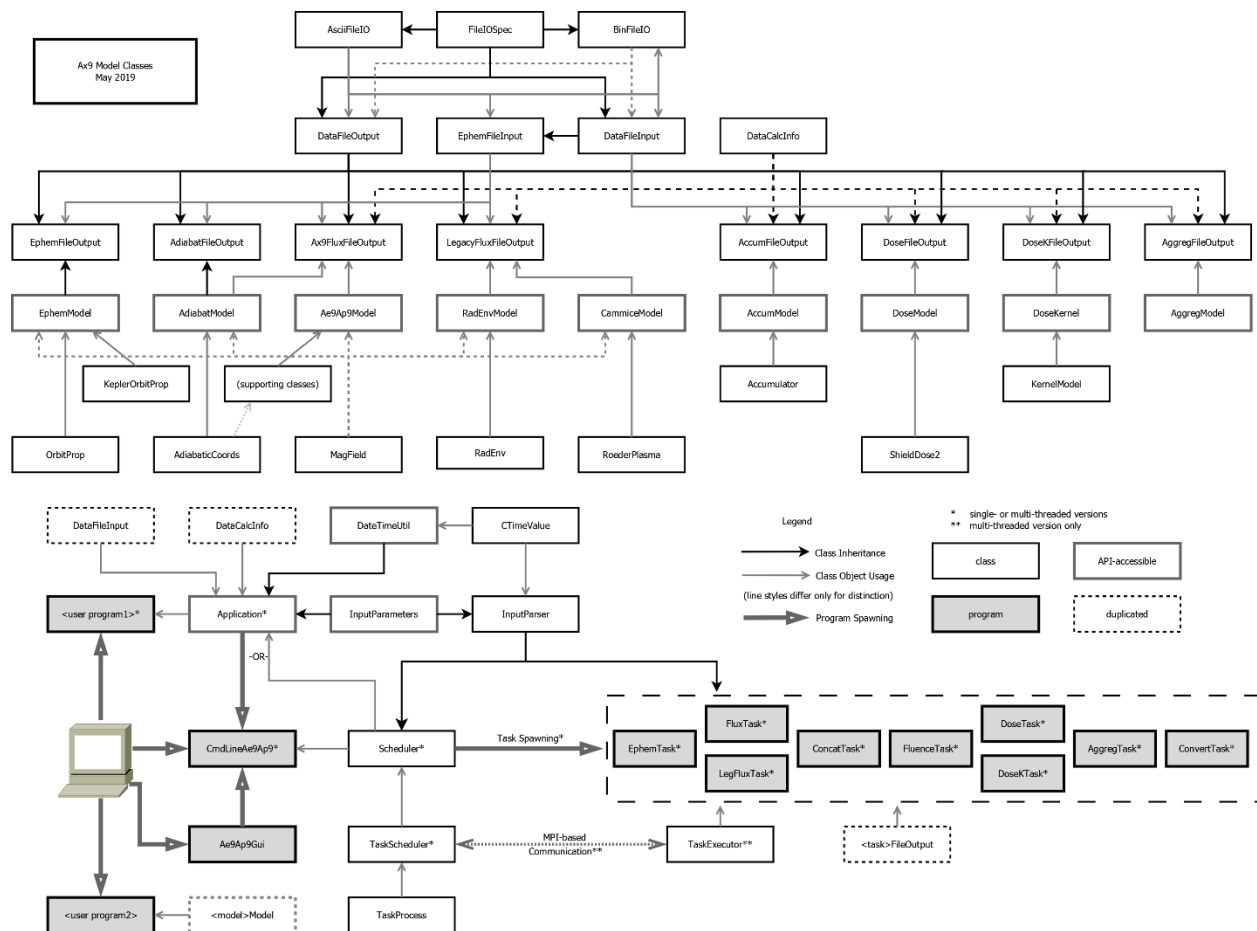 AsciiFileIO
FileIOSpec
BinFileIO
Ax9 Model Classes
May 2019
DataFileOutput
EphemFileInput
DataFileInput
DataCalcInfo
EphemFileOutput
AdiabatFileOutput
Ax9FluxFileOutput
LegacyFluxFileOutput
AccumFileOutput
DoseFileOutput
DoseKFileOutput
AggregFileOutput
EphemModel
AdiabatModel
Ae9Ap9Model
RadEnvModel
CammiceModel
AccumModel
DoseModel
DoseKernel
AggregModel
KeplerOrbitProp
(supporting classes)
Accumulator
KernelModel
OrbitProp
AdiabaticCoords
MagField
RadEnv
RoederPlasma
ShieldDose2
DataFileInput
DataCalcInfo
DateTimeUtil
CTimeValue
Legend
* single- or multi-threaded versions
** multi-threaded version only
Class Inheritance
class
API-accessible
Class Object Usage
(line styles differ only for distinction)
Program Spawning
program
duplicated
<user program1>*
Application*
InputParameters
InputParser
-OR-
CmdLineAe9Ap9*
Scheduler*
Task Spawning*
EphemTask*
FluxTask*
LegFluxTask*
ConcatTask*
FluenceTask*
DoseTask*
DoseKTask*
AggregTask*
ConvertTask*
Ae9Ap9Gui
TaskScheduler*
MPI-based
Communication**
TaskExecutor**
<task>FileOutput
<user program2>
<model>Model
TaskProcess